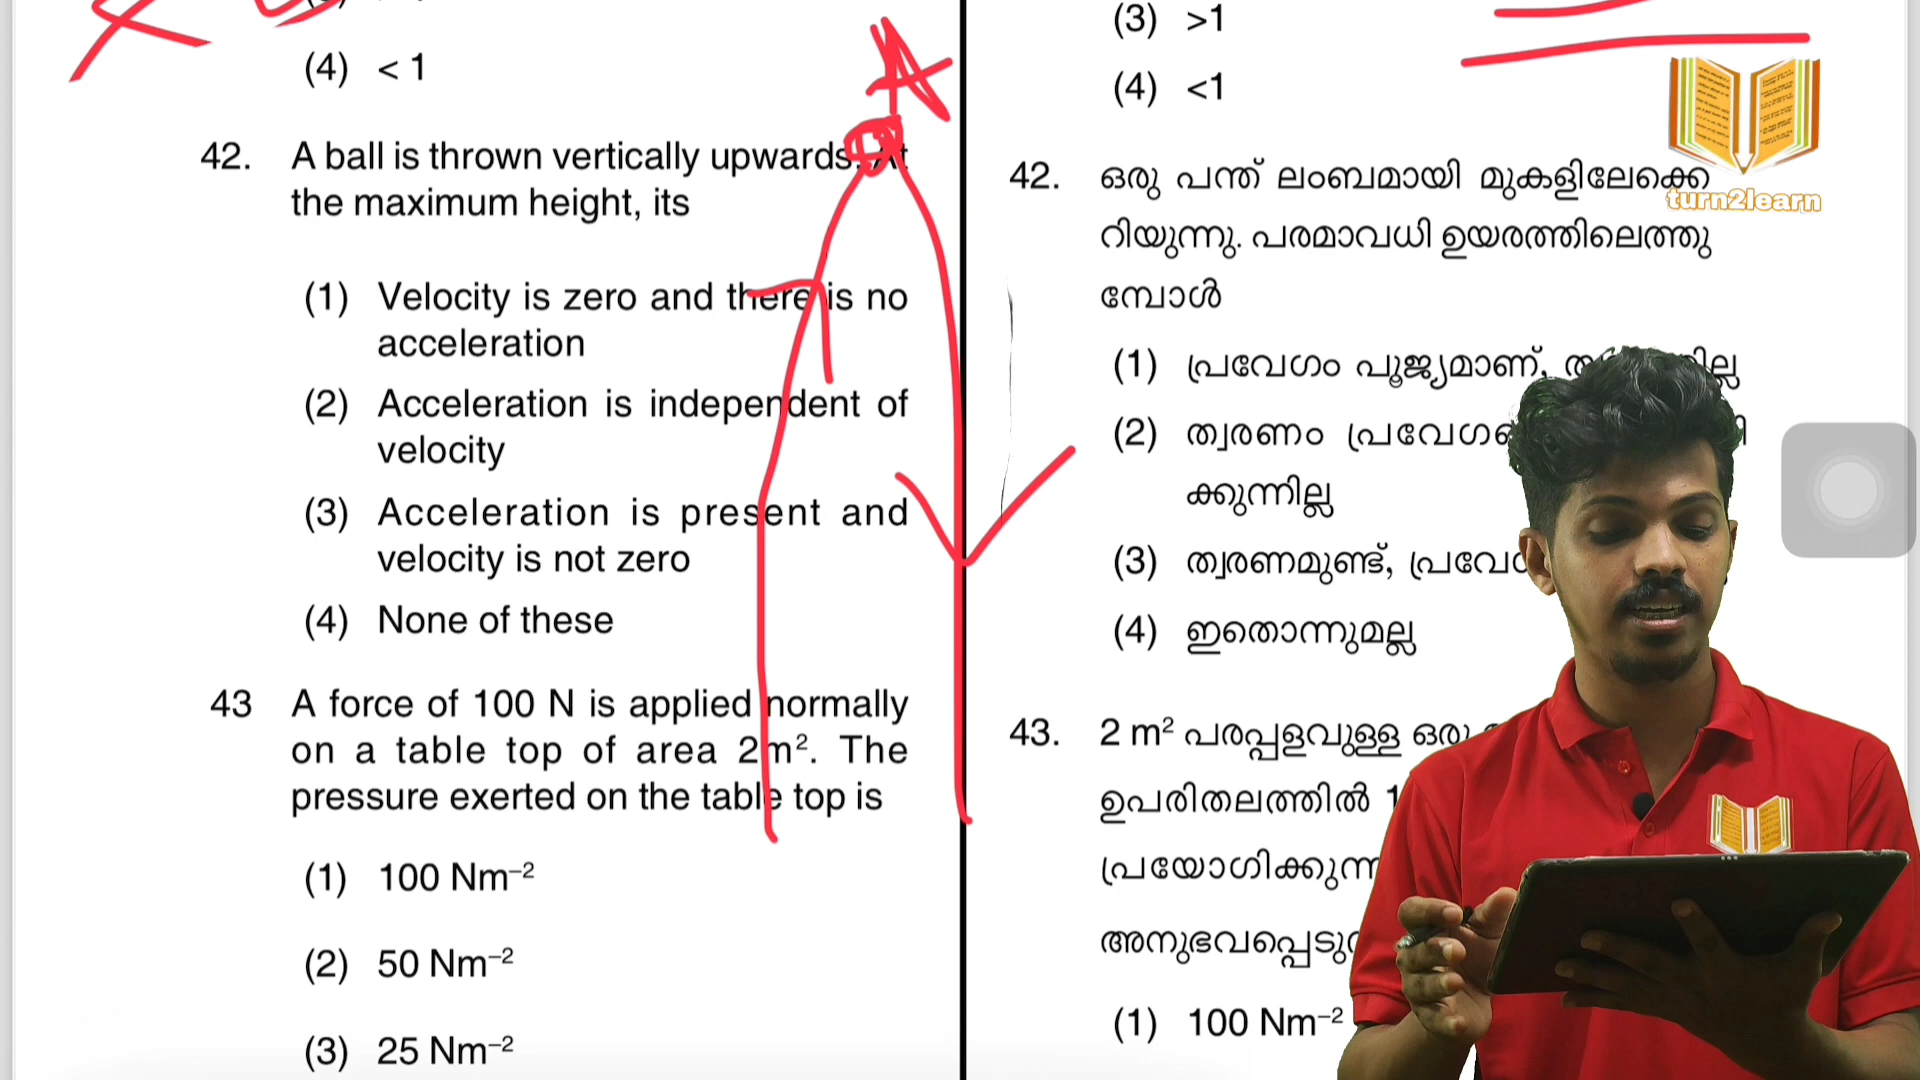 (4) < 1
42. A ball is thrown vertically upwards. At
the maximum height, its
(1) Velocity is zero and there is no
acceleration
(2) Acceleration is independent of
velocity
(3) Acceleration is present and
velocity is not zero
(4) None of these
43 A force of 100 N is applied normally
on a table top of area 2m². The
pressure exerted on the table top is
(1) 100 Nm⁻²
(2) 50 Nm⁻²
(3) 25 Nm⁻²
(3) >1
(4) <1
42. ഒരു പന്ത് ലംബമായി മുകളിലേക്കെ
റിയുന്നു. പരമാവധി ഉയരത്തിലെത്തു
മ്പോൾ
(1) പ്രവേഗം പൂജ്യമാണ്,
(2) ത്വരണം
ക്കുന്നില്ല
(3) ത്വരണമുണ്ട്,
(4) ഇതൊന്നുമല്ല
43. 2 m² പരപ്പളവുള്ള ഒരു
ഉപരിതലത്തിൽ
(1) 100 Nm⁻²
turn2learn